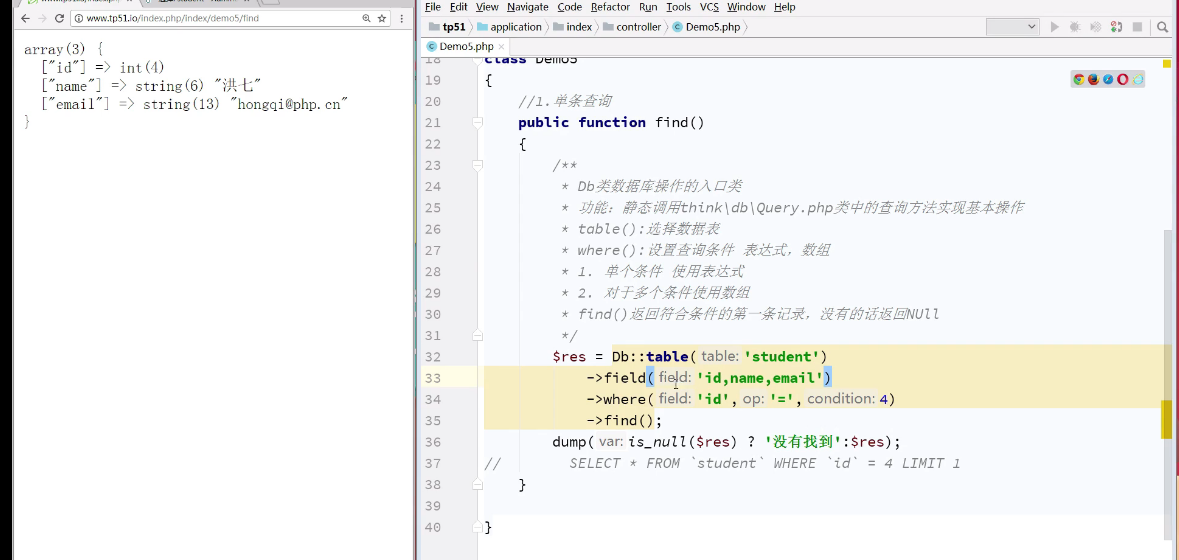 www.tp51.io/index.php/index/demo5/find
array(3) {
["id"] => int(4)
["name"] => string(6) "洪七"
["email"] => string(13) "hongqi@php.cn"
}
File Edit View Navigate Code Refactor Run Tools VCS Window Help
tp51 application index controller Demo5.php
Demo5.php
18 class Demo5
19 {
20 //1.单条查询
21 public function find()
22 {
23 /**
24 * Db类数据库操作的入口类
25 * 功能：静态调用think\db\Query.php类中的查询方法实现基本操作
26 * table():选择数据表
27 * where():设置查询条件 表达式，数组
28 * 1. 单个条件 使用表达式
29 * 2. 对于多个条件使用数组
30 * find()返回符合条件的第一条记录，没有的话返回NUll
31 */
32 $res = Db::table( table: 'student')
33 ->field( field: 'id,name,email')
34 ->where( field: 'id', op: '=', condition: 4)
35 ->find();
36 dump( var: is_null($res) ? '没有找到':$res);
37 // SELECT * FROM `student` WHERE `id` = 4 LIMIT 1
38 }
39
40 }